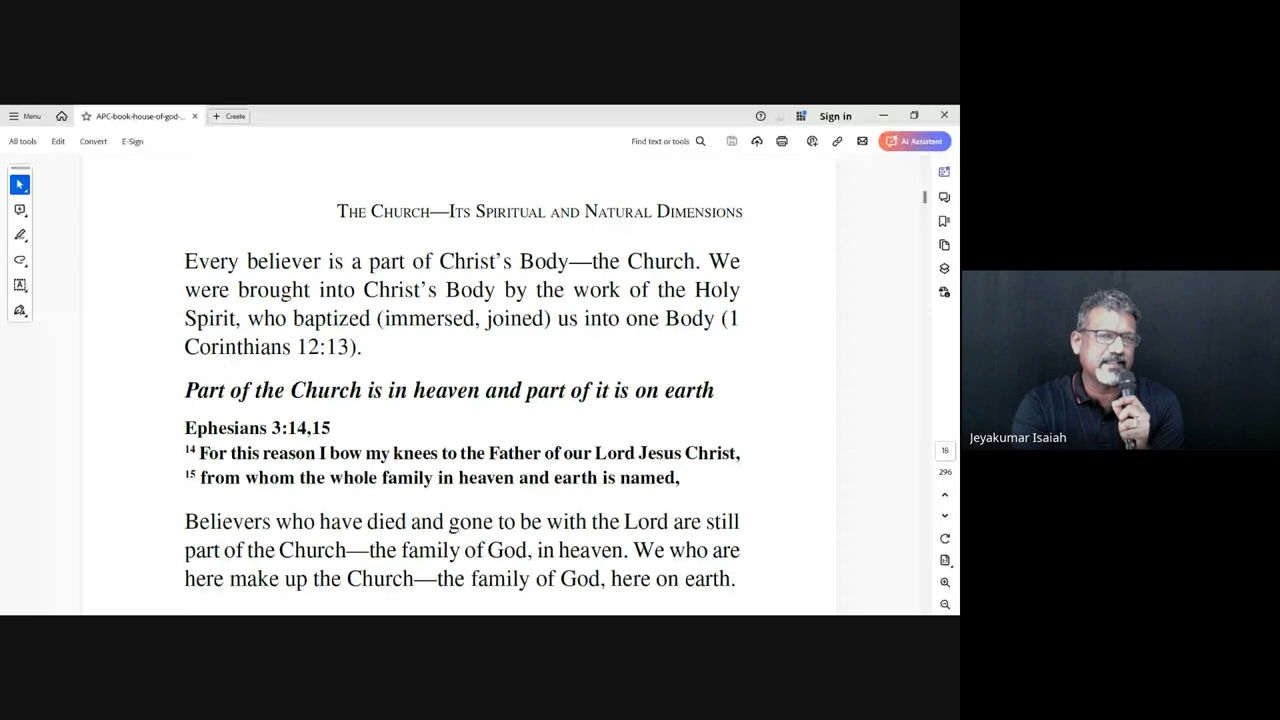 Menu
APC-book-house-of-god-...
Create
Sign in
All tools
Edit
Convert
E-Sign
Find text or tools
AI Assistant
THE CHURCH—ITS SPIRITUAL AND NATURAL DIMENSIONS
Every believer is a part of Christ's Body—the Church. We
were brought into Christ's Body by the work of the Holy
Spirit, who baptized (immersed, joined) us into one Body (1
Corinthians 12:13).
Part of the Church is in heaven and part of it is on earth
Ephesians 3:14,15
14 For this reason I bow my knees to the Father of our Lord Jesus Christ,
15 from whom the whole family in heaven and earth is named,
Believers who have died and gone to be with the Lord are still
part of the Church—the family of God, in heaven. We who are
here make up the Church—the family of God, here on earth.
18
296
Jeyakumar Isaiah